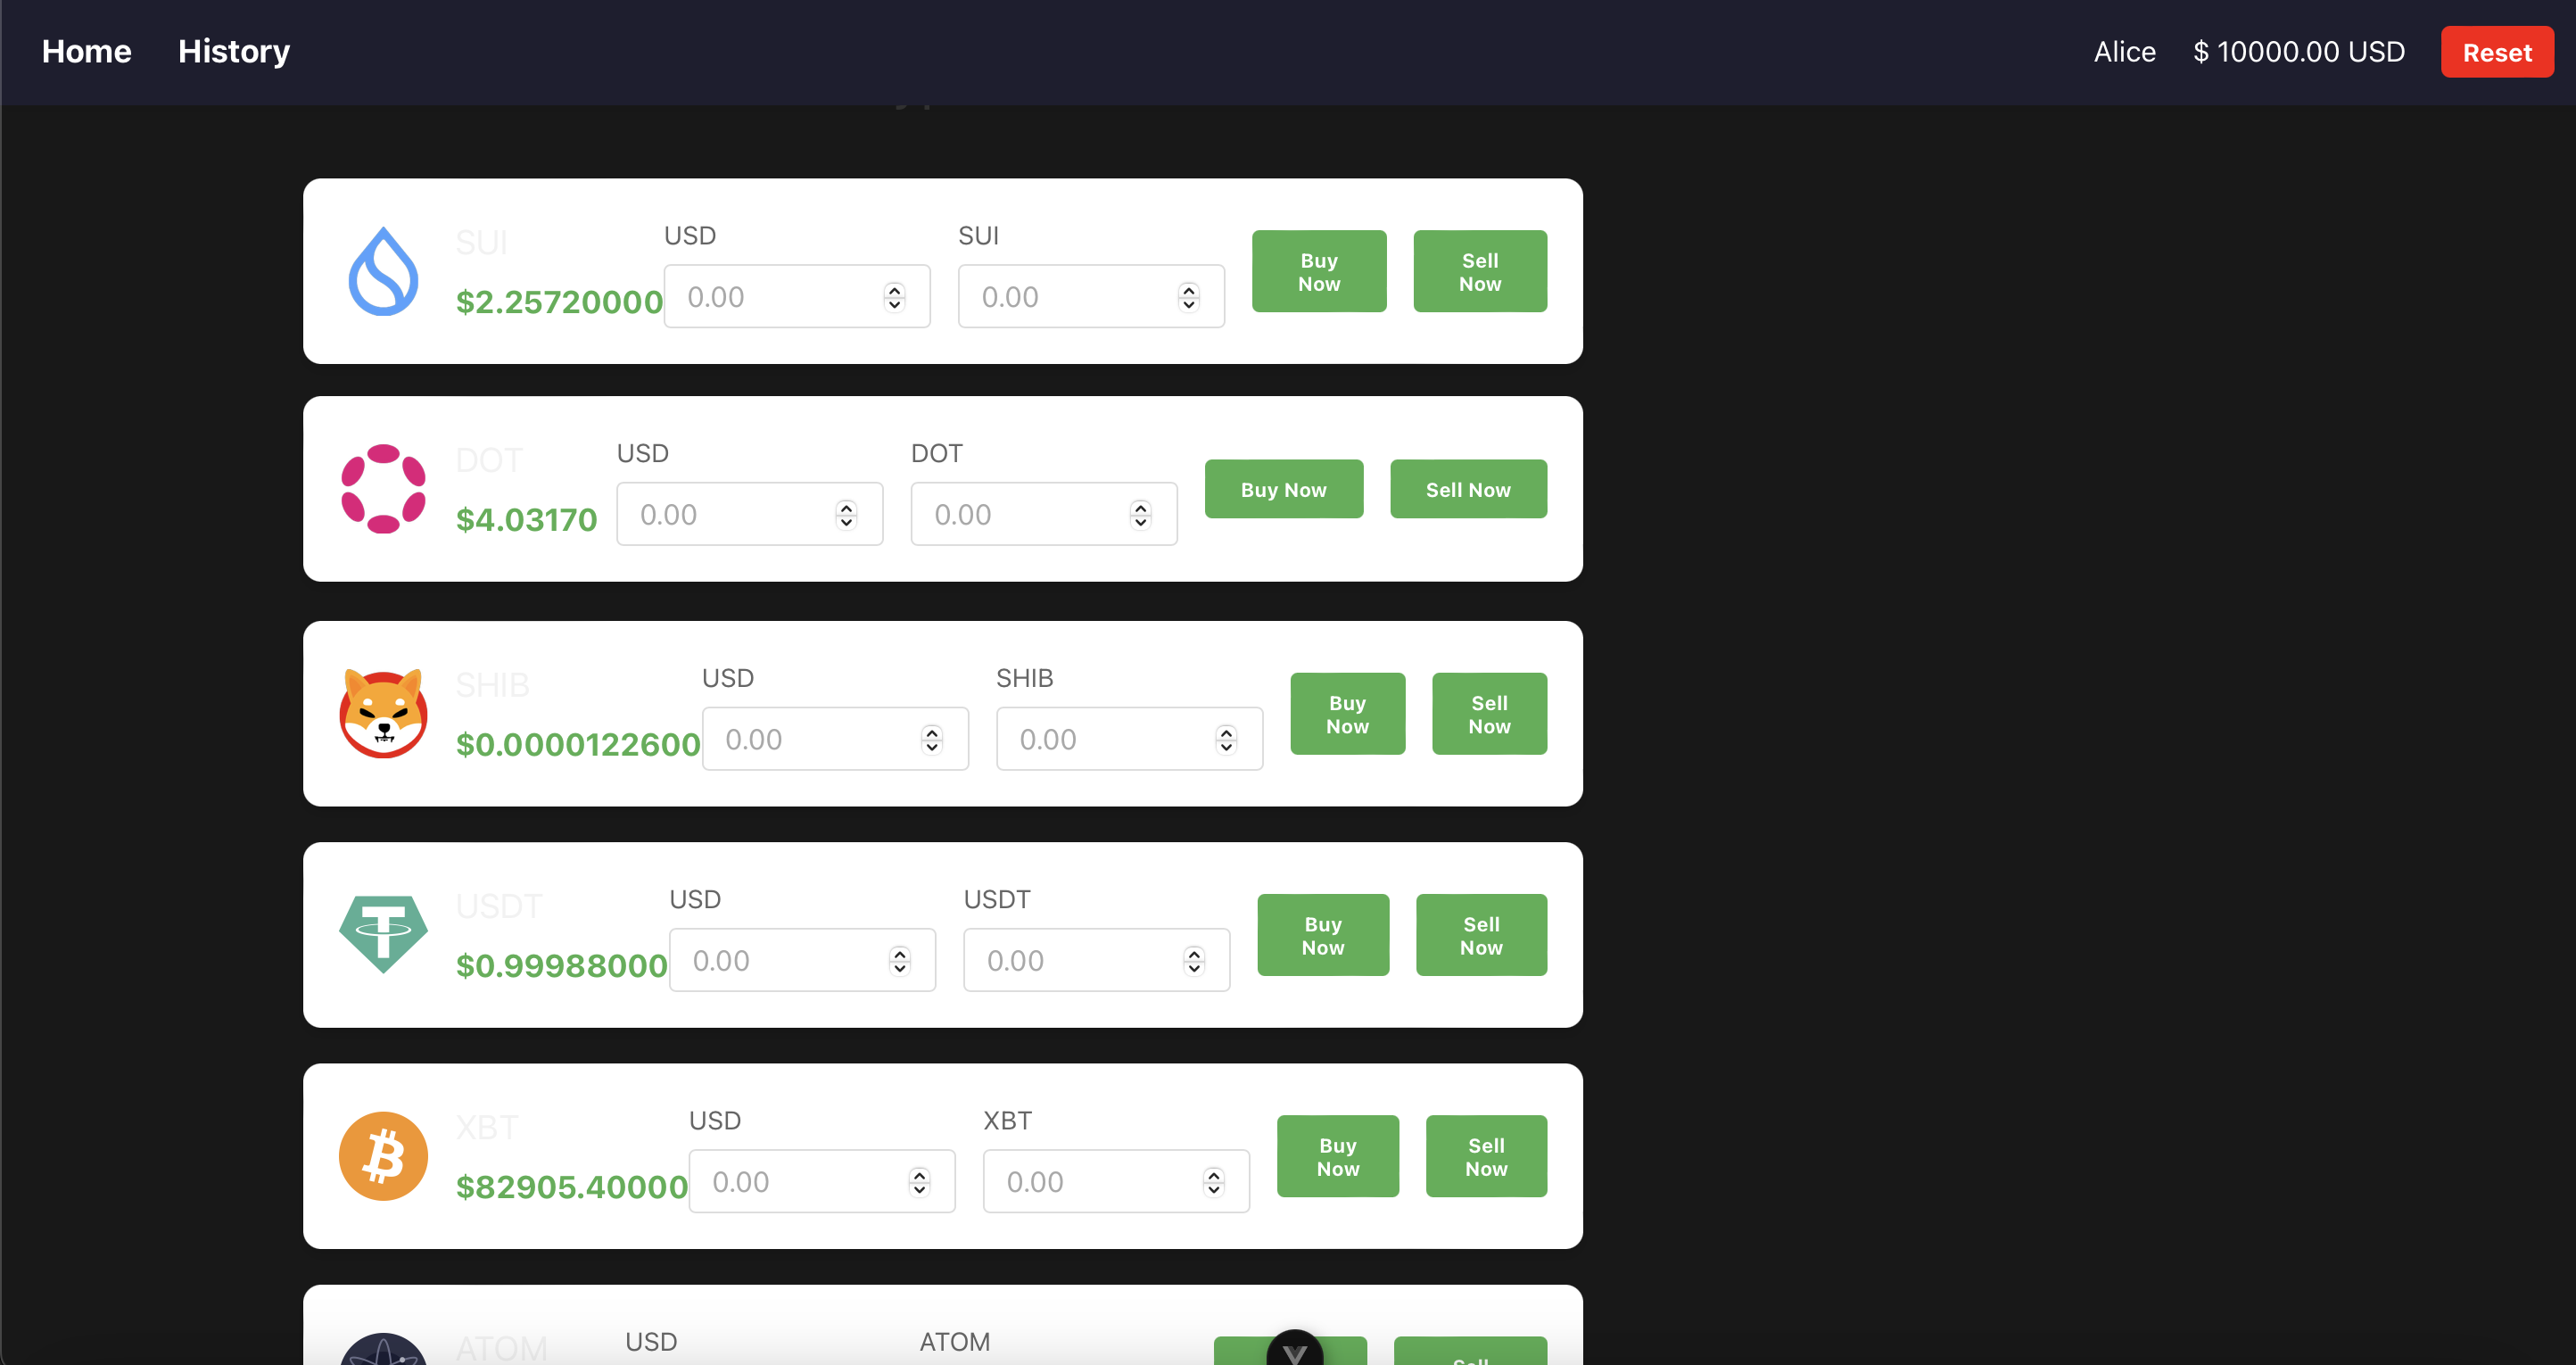 Home History Alice $ 10000.00 USD Reset
SUI
$2.25720000
USD
0.00
SUI
0.00
Buy
Now
Sell
Now
DOT
$4.03170
USD
0.00
DOT
0.00
Buy Now
Sell Now
SHIB
$0.0000122600
USD
0.00
SHIB
0.00
Buy
Now
Sell
Now
USDT
$0.99988000
USD
0.00
USDT
0.00
Buy
Now
Sell
Now
XBT
$82905.40000
USD
0.00
XBT
0.00
Buy
Now
Sell
Now
ATOM
USD
ATOM